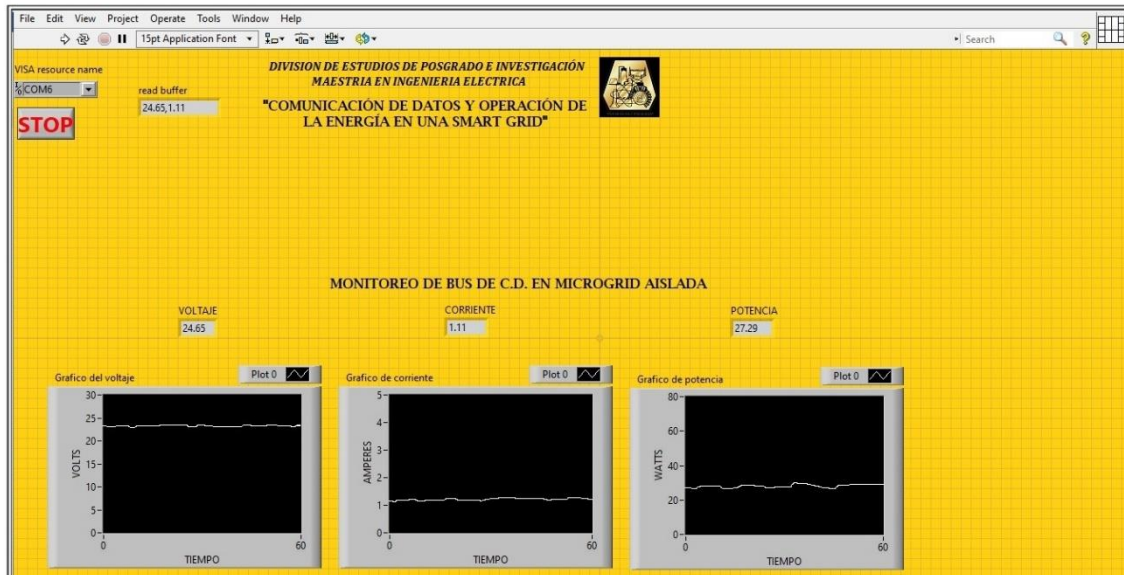 File Edit View Project Operate Tools Window Help
15pt Application Font
Search
VISA resource name
COM6
STOP
read buffer
24.65,1.11
DIVISION DE ESTUDIOS DE POSGRADO E INVESTIGACIÓN
MAESTRIA EN INGENIERIA ELECTRICA
"COMUNICACIÓN DE DATOS Y OPERACIÓN DE
LA ENERGÍA EN UNA SMART GRID"
MONITOREO DE BUS DE C.D. EN MICROGRID AISLADA
VOLTAJE
24.65
CORRIENTE
1.11
POTENCIA
27.29
Grafico del voltaje
Plot 0
30
25
20
15
10
5
0
VOLTS
0 60
TIEMPO
Grafico de corriente
Plot 0
5
4
3
2
1
0
AMPERES
0 60
TIEMPO
Grafico de potencia
Plot 0
80
60
40
20
0
WATTS
0 60
TIEMPO